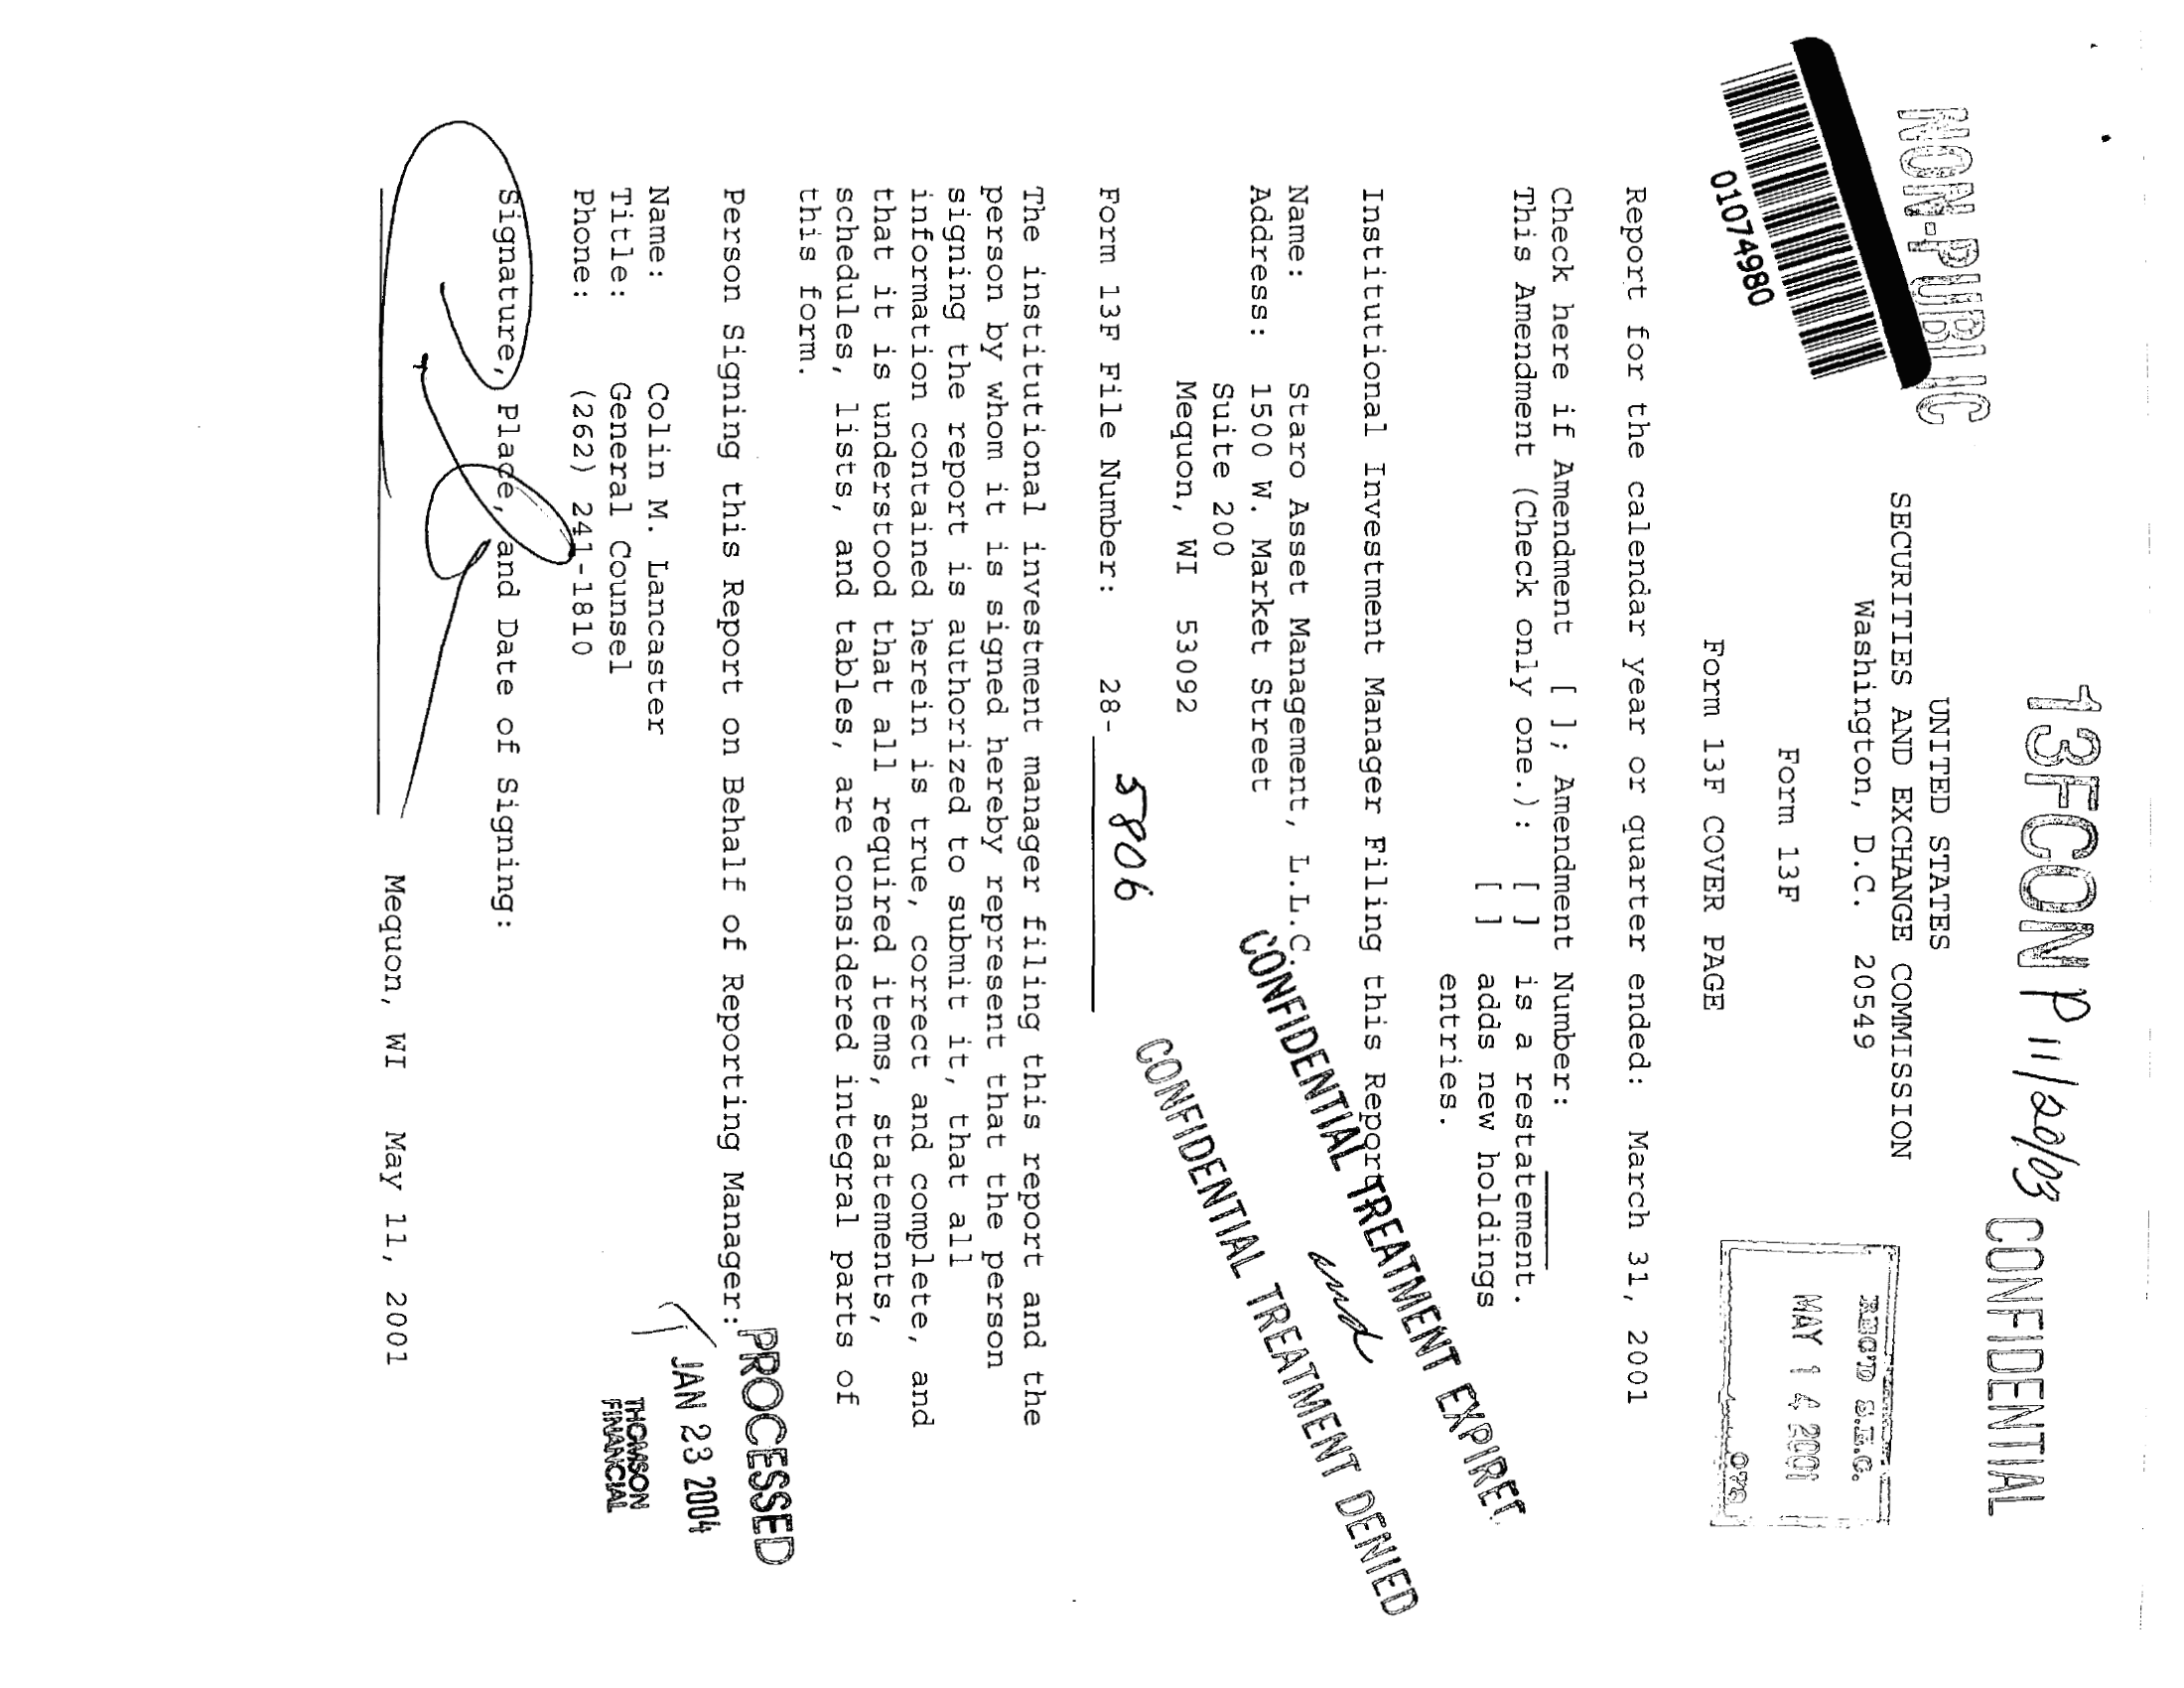 13FCONP 11/20/03 CONFIDENTIAL
NON-PUBLIC
UNITED STATES
SECURITIES AND EXCHANGE COMMISSION
Washington, D.C. 20549
REC'D S.E.C.
MAY 14 2001
Form 13F
01074980
Form 13F COVER PAGE
Report for the calendar year or quarter ended: March 31, 2001
Check here if Amendment [ ]; Amendment Number:
This Amendment (Check only one.): [ ] is a restatement.
[ ] adds new holdings
entries.
Institutional Investment Manager Filing this Report
Name: Staro Asset Management, L.L.C.
Address: 1500 W. Market Street
Suite 200
Mequon, WI 53092
CONFIDENTIAL TREATMENT EXPIRED
and
CONFIDENTIAL TREATMENT DENIED
Form 13F File Number: 28- 5806
The institutional investment manager filing this report and the
person by whom it is signed hereby represent that the person
signing the report is authorized to submit it, that all
information contained herein is true, correct and complete, and
that it is understood that all required items, statements,
schedules, lists, and tables, are considered integral parts of
this form.
Person Signing this Report on Behalf of Reporting Manager:
PROCESSED
JAN 23 2004
THOMSON
FINANCIAL
Name: Colin M. Lancaster
Title: General Counsel
Phone: (262) 241-1810
Signature, Place, and Date of Signing:
Mequon, WI May 11, 2001